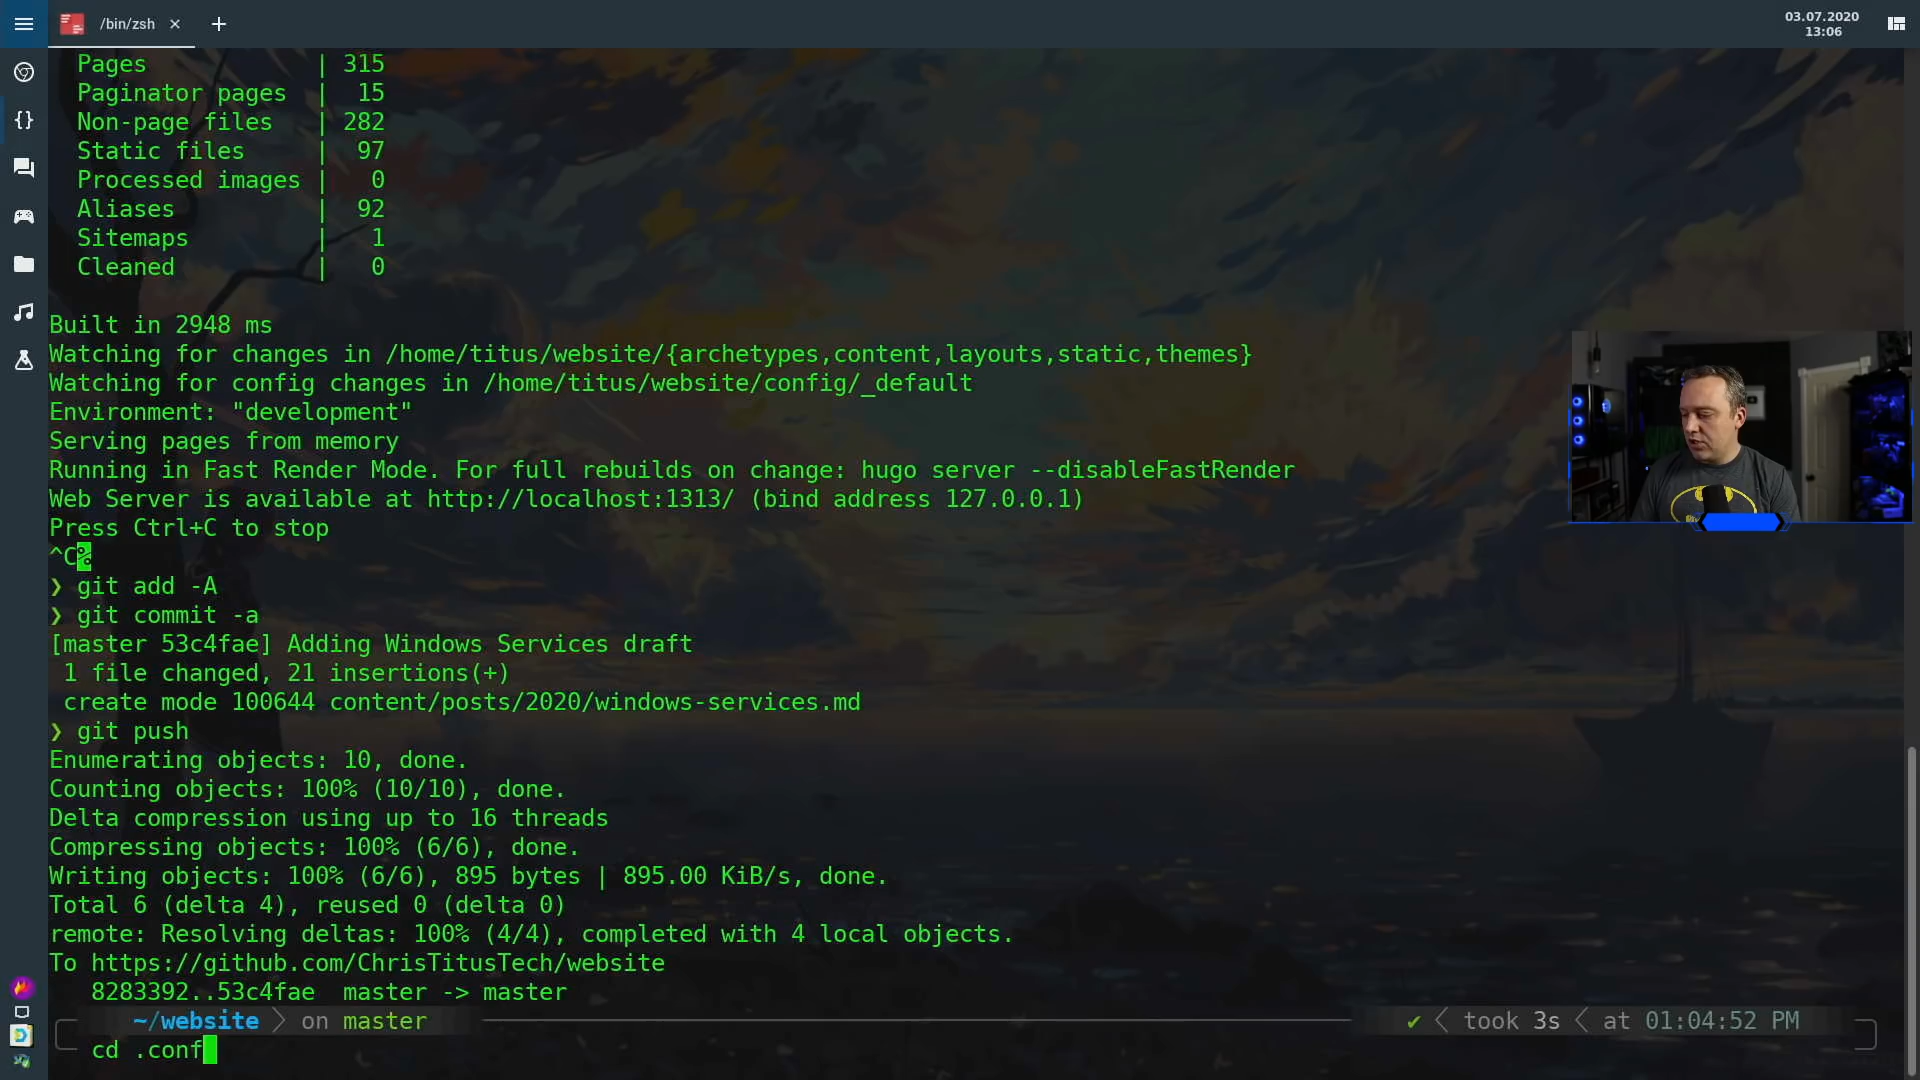 /bin/zsh
03.07.2020
13:06
Pages | 315
Paginator pages | 15
Non-page files | 282
Static files | 97
Processed images | 0
Aliases | 92
Sitemaps | 1
Cleaned | 0
Built in 2948 ms
Watching for changes in /home/titus/website/{archetypes,content,layouts,static,themes}
Watching for config changes in /home/titus/website/config/_default
Environment: "development"
Serving pages from memory
Running in Fast Render Mode. For full rebuilds on change: hugo server --disableFastRender
Web Server is available at http://localhost:1313/ (bind address 127.0.0.1)
Press Ctrl+C to stop
^C%
❯ git add -A
❯ git commit -a
[master 53c4fae] Adding Windows Services draft
1 file changed, 21 insertions(+)
create mode 100644 content/posts/2020/windows-services.md
❯ git push
Enumerating objects: 10, done.
Counting objects: 100% (10/10), done.
Delta compression using up to 16 threads
Compressing objects: 100% (6/6), done.
Writing objects: 100% (6/6), 895 bytes | 895.00 KiB/s, done.
Total 6 (delta 4), reused 0 (delta 0)
remote: Resolving deltas: 100% (4/4), completed with 4 local objects.
To https://github.com/ChrisTitusTech/website
8283392..53c4fae master -> master
~/website on master ✔ took 3s at 01:04:52 PM
cd .conf